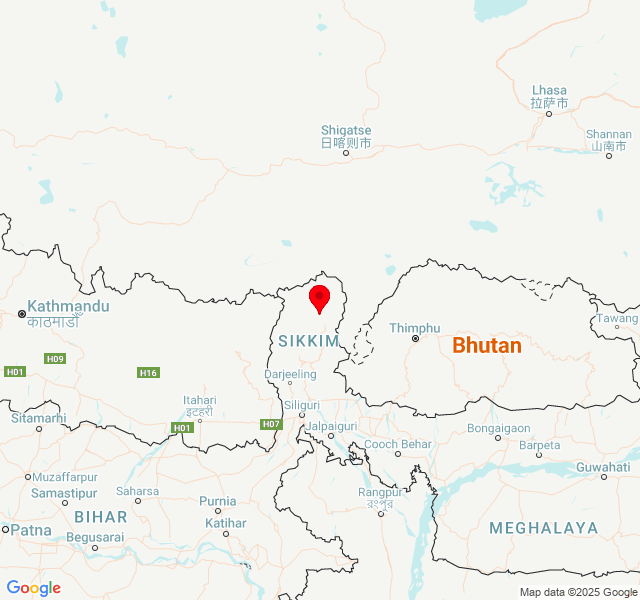 Lhasa
拉萨市
Shigatse
日喀则市
Shannan
山南市
Kathmandu
काठमाडौं
SIKKIM
Thimphu
Tawang
Bhutan
H09
H01
H16
Darjeeling
Itahari
इटहरी
Siliguri
H07
H01
Sitamarhi
Jalpaiguri
Bongaigaon
Cooch Behar
Barpeta
Guwahati
Muzaffarpur
Samastipur
Saharsa
Purnia
Rangpur
রংপুর
BIHAR
Katihar
Patna
Begusarai
MEGHALAYA
Google
Map data ©2025 Google